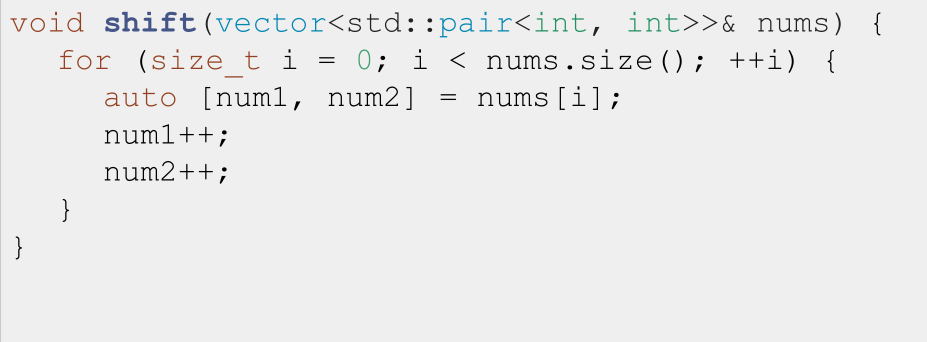 void shift(vector<std::pair<int, int>>& nums) {
for (size_t i = 0; i < nums.size(); ++i) {
auto [num1, num2] = nums[i];
num1++;
num2++;
}
}